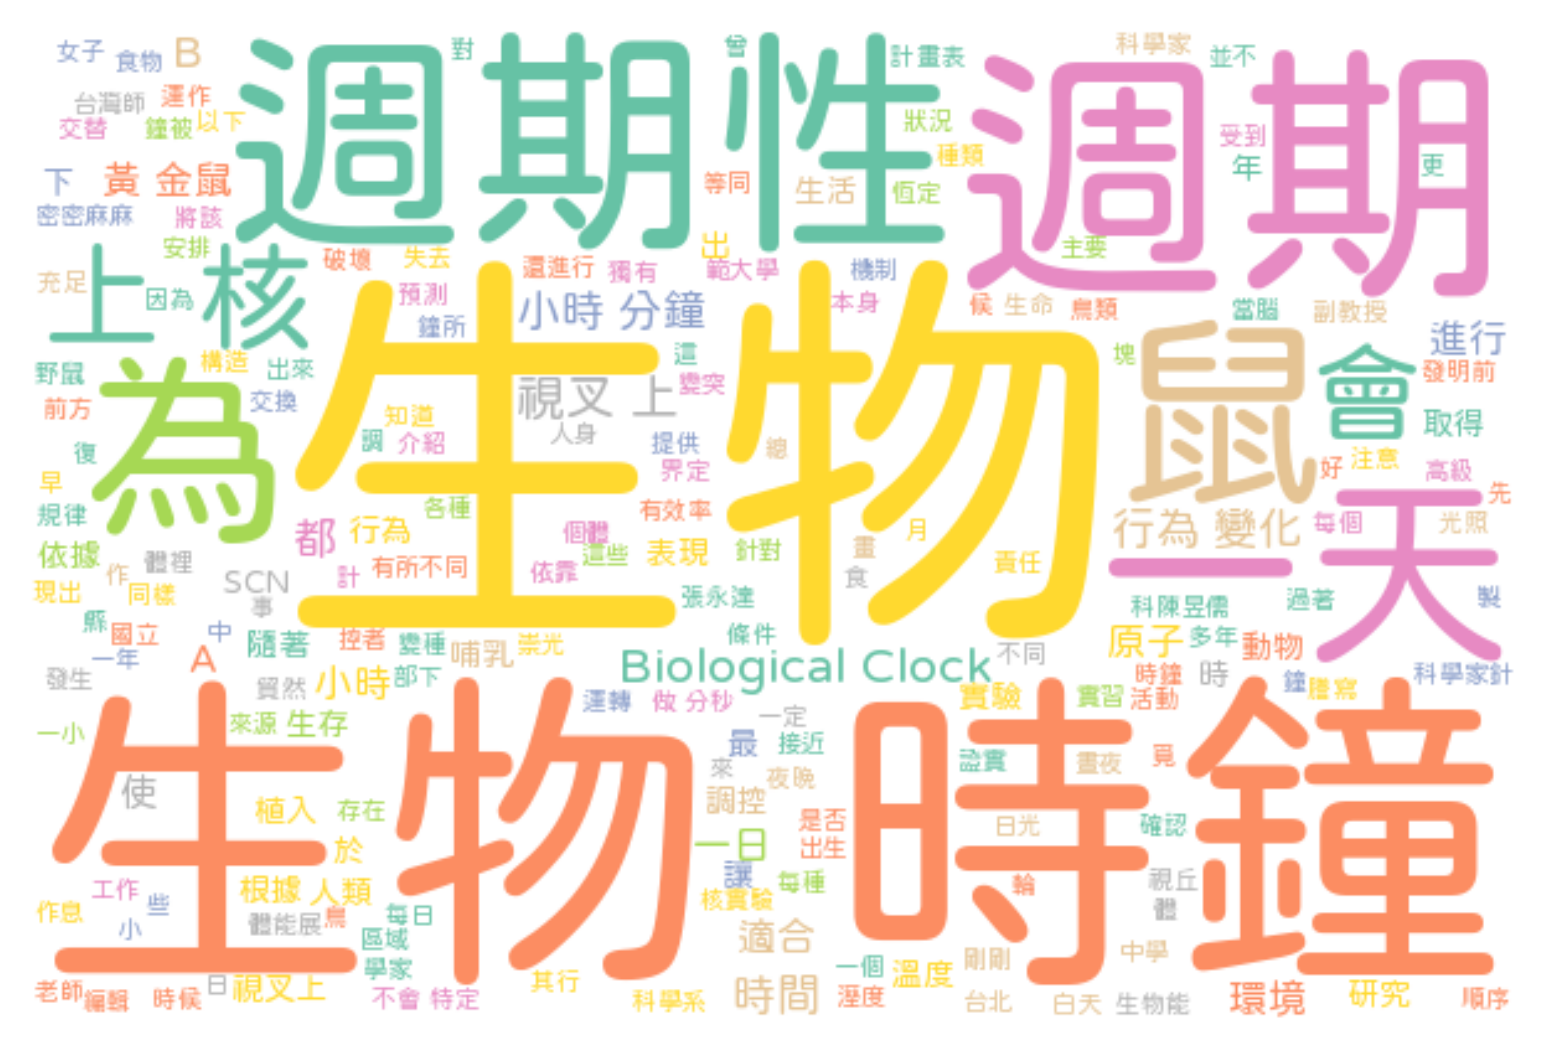 女子 食物 B 週期性 對 曾 計畫表 科學家 並不 週期
台灣師 運作 狀況
交替 鐘被 以下 種類 受到 年 更
下 黃 金鼠 等同 生活 恆定
密密麻麻 將該
安排 破壞 失去 還進行 獨有 出 範大學 機制 主要
上 核 充足 因為 預測 小時 分鐘 本身 候 生命 鳥類 當腦 副教授
鐘所 生物 進行
野鼠 構造 出來 這 塊 鼠 會 發明前
前方 為 交換 視叉 上 變突
知道 人身 取得
復 調 介紹 提供 總
早 界定 好 注意 高級 先
規律 各種 有效率 月 行為 變化 每個 光照
依據 都 行為 個體 這些 表現 針對 責任 一天
體裡 有所不同 依靠 畫 食
現出 作 同樣 SCN 計 張永達 科陳昱儒 過著 製
事
縣 國立 中 隨著 控者 變種 崇光 條件 原子 多年 動物
一年 A 哺乳 Biological Clock 不同
發生 貿然 小時 部下 時鐘 時 鐘 謄寫 科學家針
運轉 做 分秒 實驗 實習 活動
一小 來源 生存 一定 時鐘
生物 最 接近 證實 晝夜 覓
使 來 夜晚
植入 存在 調控 是否 日光 確認
於 一日 出生
工作 根據 人類 讓 每種 輪 視丘
作息 些 核實驗 體
小 體能展 鳥 每日 適合
區域 中學
學家 一個 溫度 剛剛
老師 編輯 時候 日 視叉上 不會 特定 其行 科學系 時間 溼度 台北 白天 生物能 環境 研究 順序